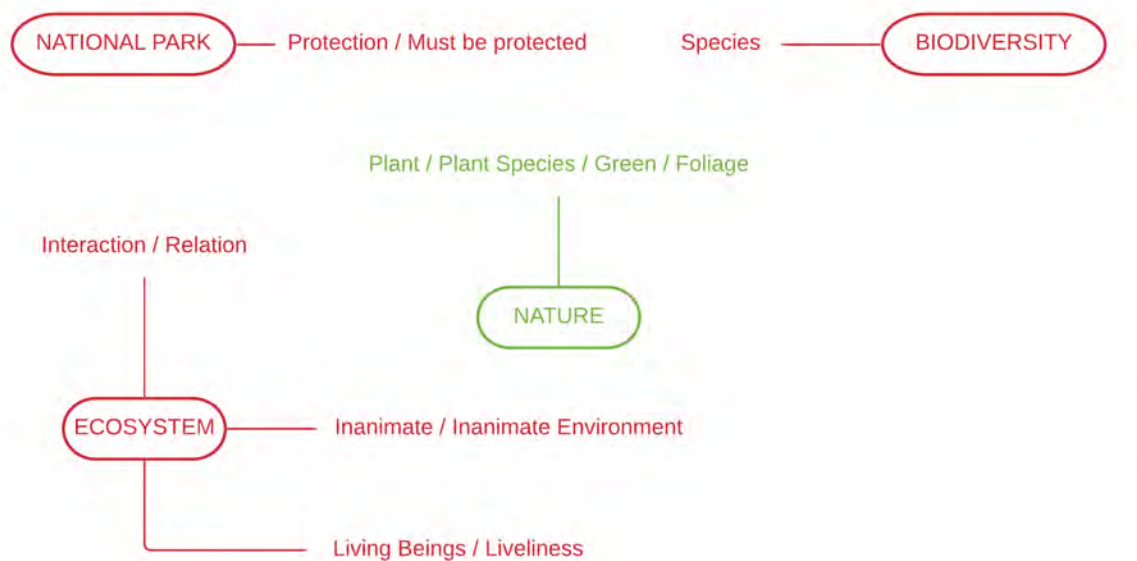 NATIONAL PARK
Protection / Must be protected
Species
BIODIVERSITY
Plant / Plant Species / Green / Foliage
Interaction / Relation
NATURE
ECOSYSTEM
Inanimate / Inanimate Environment
Living Beings / Liveliness